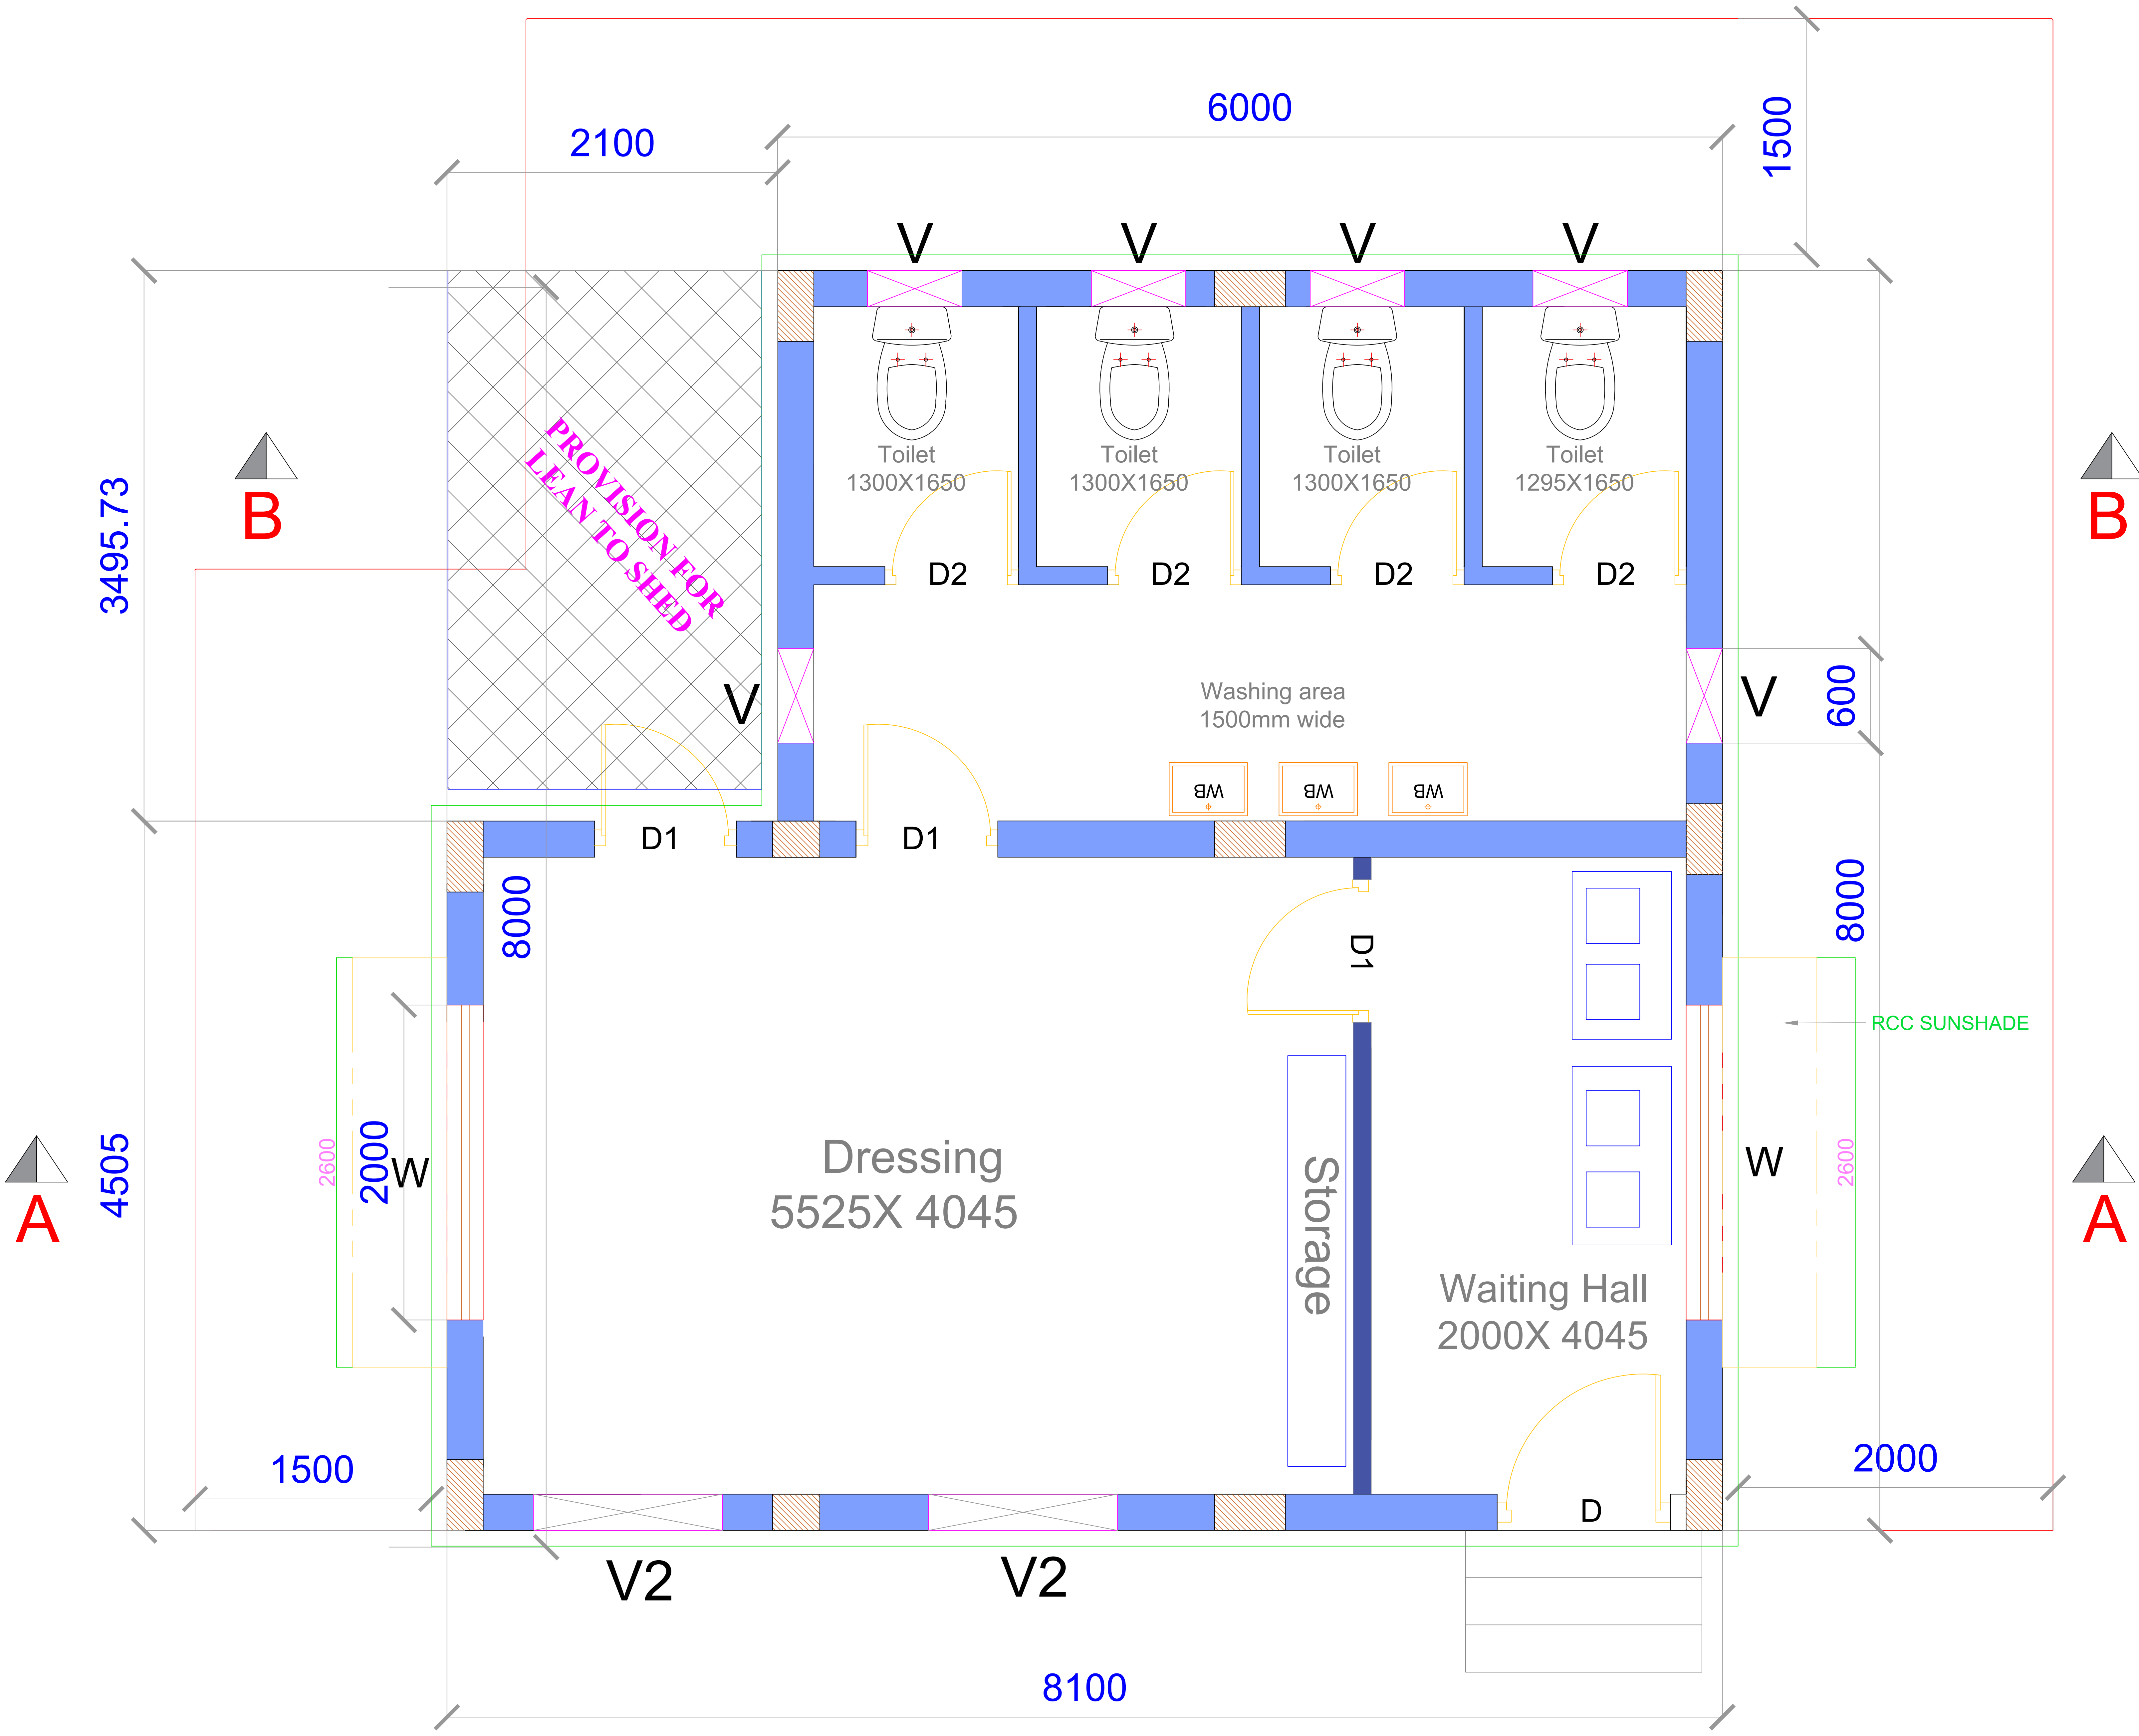 6000
2100
1500
V V V V
Toilet
1300X1650
Toilet
1300X1650
Toilet
1300X1650
Toilet
1295X1650
B
B
3495.73
PROVISION FOR
LEAN TO SHED
D2 D2 D2 D2
V
Washing area
1500mm wide
V
600
WB WB WB
D1
D1
8000
D1
8000
RCC SUNSHADE
4505
2600
2000
W
Dressing
5525X 4045
Storage
W
2600
A
A
Waiting Hall
2000X 4045
1500
2000
D
V2
V2
8100